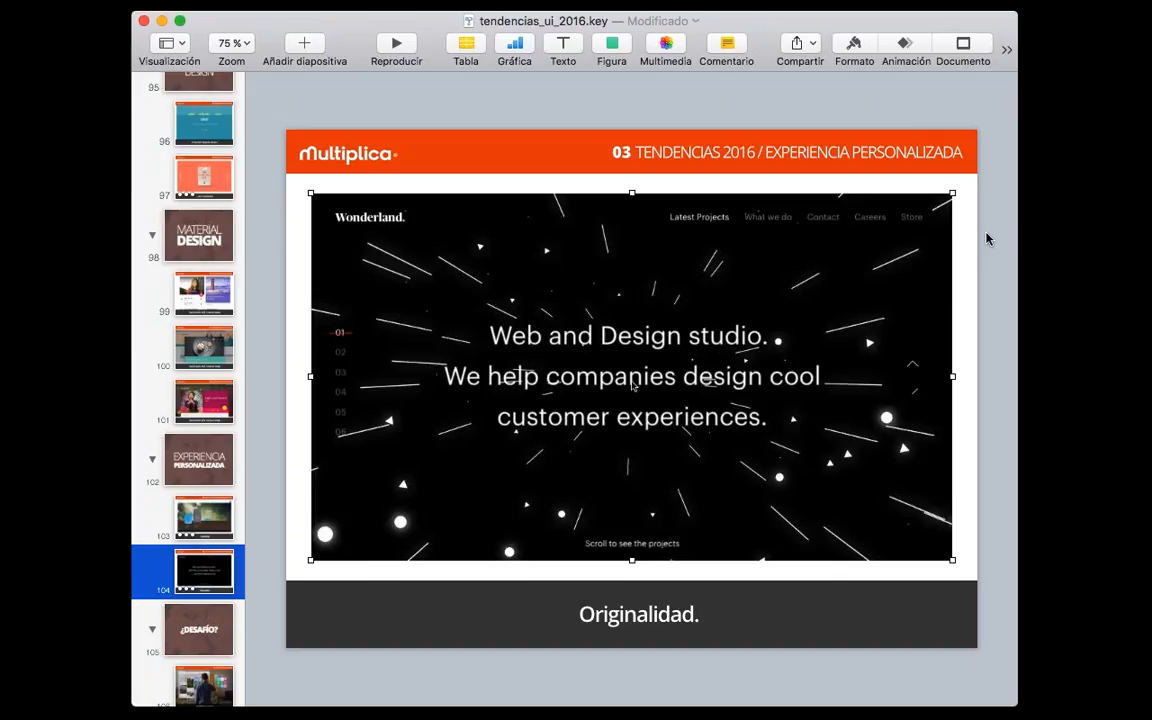 tendencias_ui_2016.key — Modificado
75 %
Visualización
Zoom
Añadir diapositiva
Reproducir
Tabla
Gráfica
Texto
Figura
Multimedia
Comentario
Compartir
Formato
Animación
Documento
DESIGN
95
96
97
MATERIAL
DESIGN
98
99
100
101
EXPERIENCIA
PERSONALIZADA
102
103
104
¿DESAFÍO?
105
multiplica
03 TENDENCIAS 2016 / EXPERIENCIA PERSONALIZADA
Wonderland.
Latest Projects
What we do
Contact
Careers
Store
01
02
03
04
05
06
Web and Design studio.
We help companies design cool
customer experiences.
Scroll to see the projects
Originalidad.